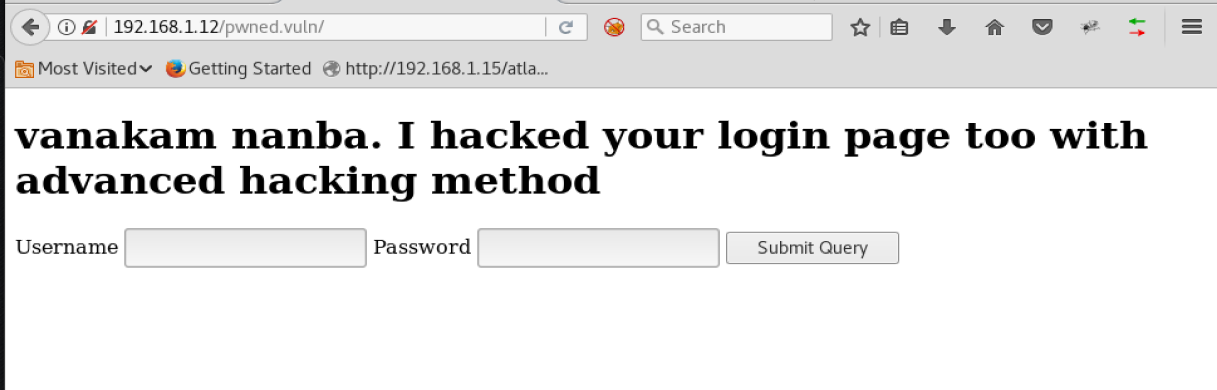 192.168.1.12/pwned.vuln/ Search
Most Visited Getting Started http://192.168.1.15/atla...
vanakam nanba. I hacked your login page too with
advanced hacking method
Username Password Submit Query